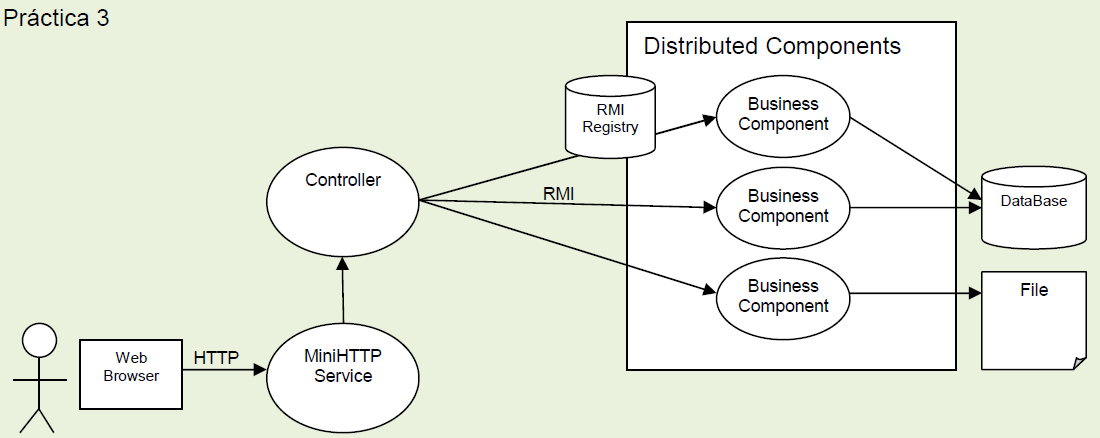 Práctica 3
Distributed Components
RMI
Registry
Business
Component
Controller
RMI
Business
Component
DataBase
Business
Component
File
Web
Browser
HTTP
MiniHTTP
Service